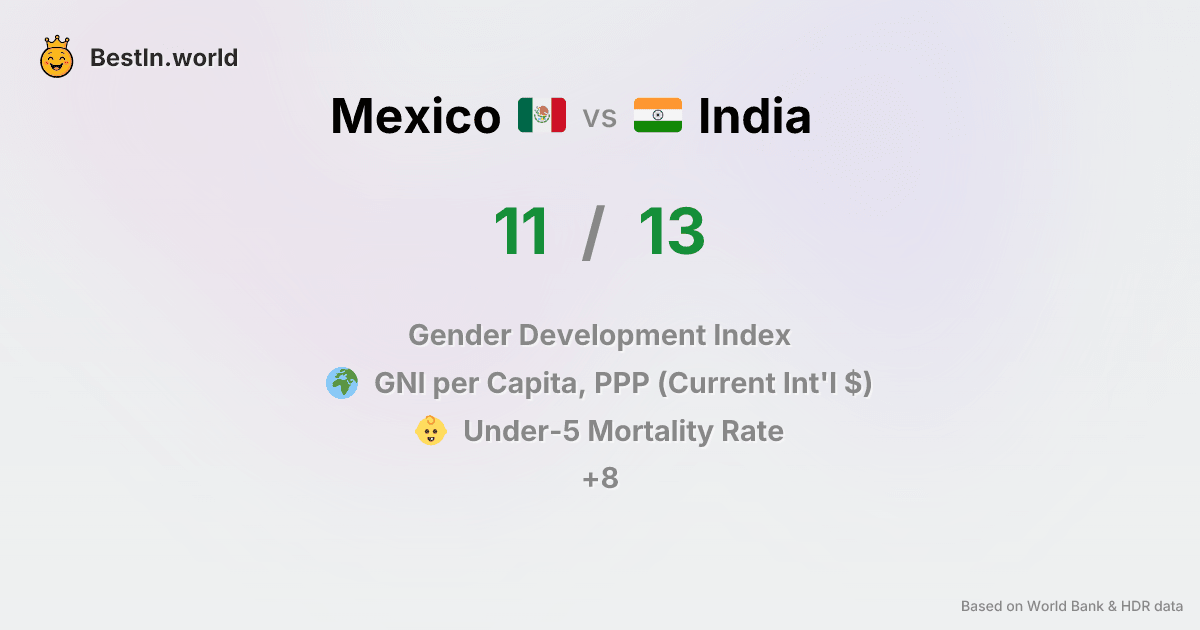 BestIn.world
Mexico vs India
11 / 13
Gender Development Index
GNI per Capita, PPP (Current Int'l $)
Under-5 Mortality Rate
+8
Based on World Bank & HDR data